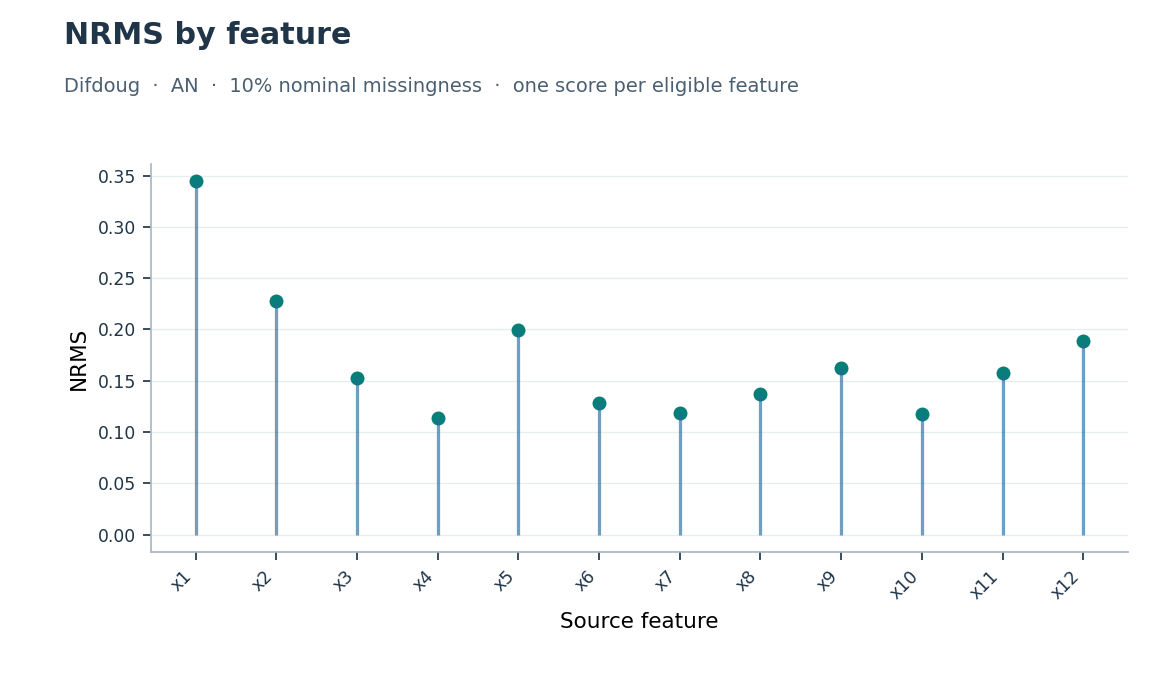 NRMS by feature
Difdoug · AN · 10% nominal missingness · one score per eligible feature
0.35
0.30
0.25
0.20
0.15
0.10
0.05
0.00
NRMS
x1 x2 x3 x4 x5 x6 x7 x8 x9 x10 x11 x12
Source feature